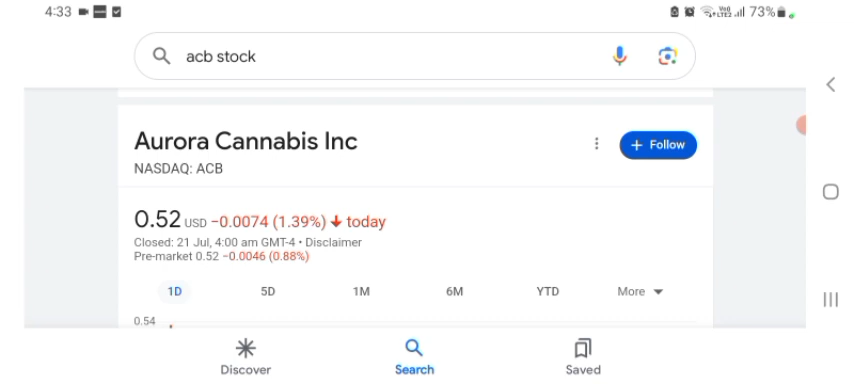 4:33
73%
acb stock
Aurora Cannabis Inc
+ Follow
NASDAQ: ACB
0.52 USD −0.0074 (1.39%) ↓ today
Closed: 21 Jul, 4:00 am GMT-4 • Disclaimer
Pre-market 0.52 −0.0046 (0.88%)
1D 5D 1M 6M YTD More
0.54
Discover Search Saved